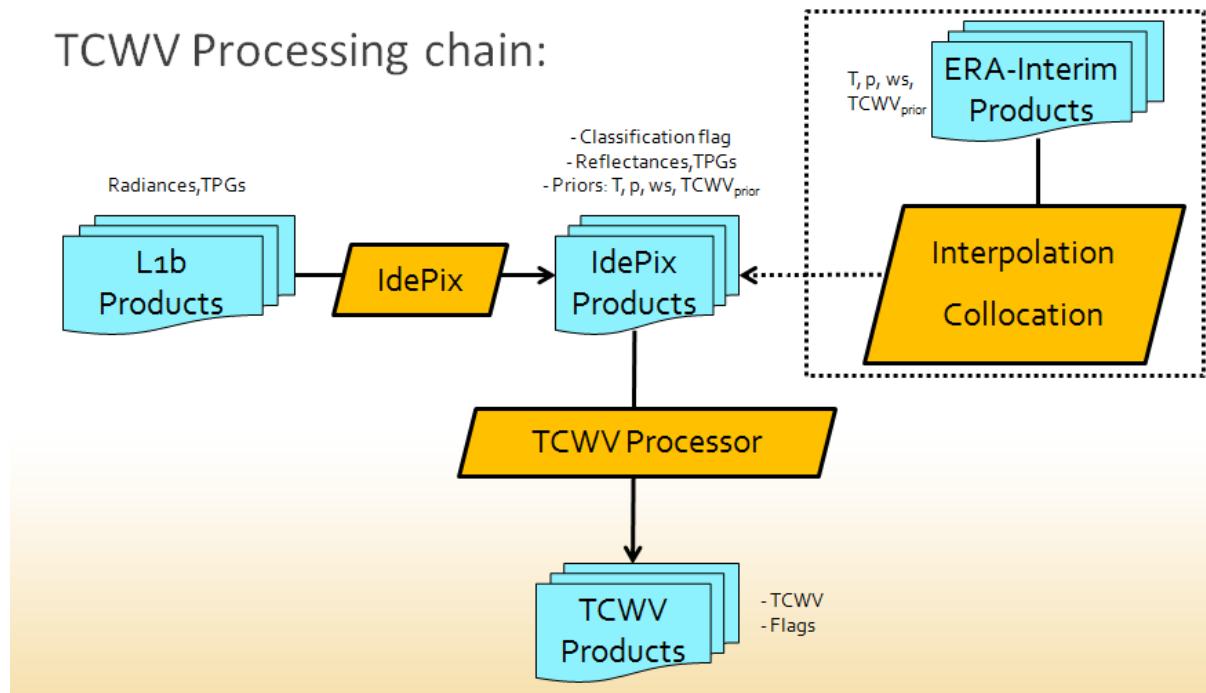 TCWV Processing chain:
T, p, ws,
TCWVprior
ERA-Interim
Products
- Classification flag
- Reflectances,TPGs
- Priors: T, p, ws, TCWVprior
Radiances,TPGs
L1b
Products
IdePix
IdePix
Products
Interpolation
Collocation
TCWV Processor
TCWV
Products
- TCWV
- Flags